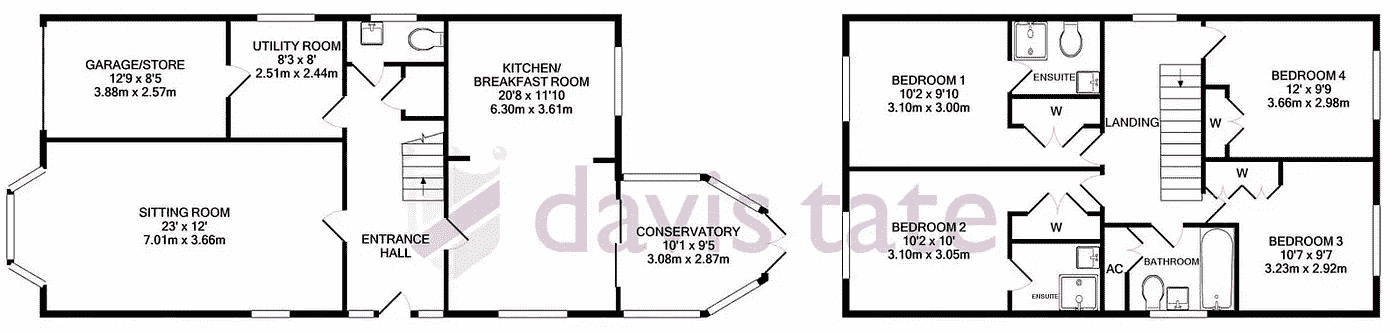 GARAGE/STORE
12'9 x 8'5
3.88m x 2.57m
UTILITY ROOM
8'3 x 8'
2.51m x 2.44m
KITCHEN/
BREAKFAST ROOM
20'8 x 11'10
6.30m x 3.61m
SITTING ROOM
23' x 12'
7.01m x 3.66m
ENTRANCE
HALL
CONSERVATORY
10'1 x 9'5
3.08m x 2.87m
davis tate
BEDROOM 1
10'2 x 9'10
3.10m x 3.00m
ENSUITE
W
LANDING
BEDROOM 4
12' x 9'9
3.66m x 2.98m
W
W
BEDROOM 2
10'2 x 10'
3.10m x 3.05m
W
ENSUITE
AC
BATHROOM
BEDROOM 3
10'7 x 9'7
3.23m x 2.92m